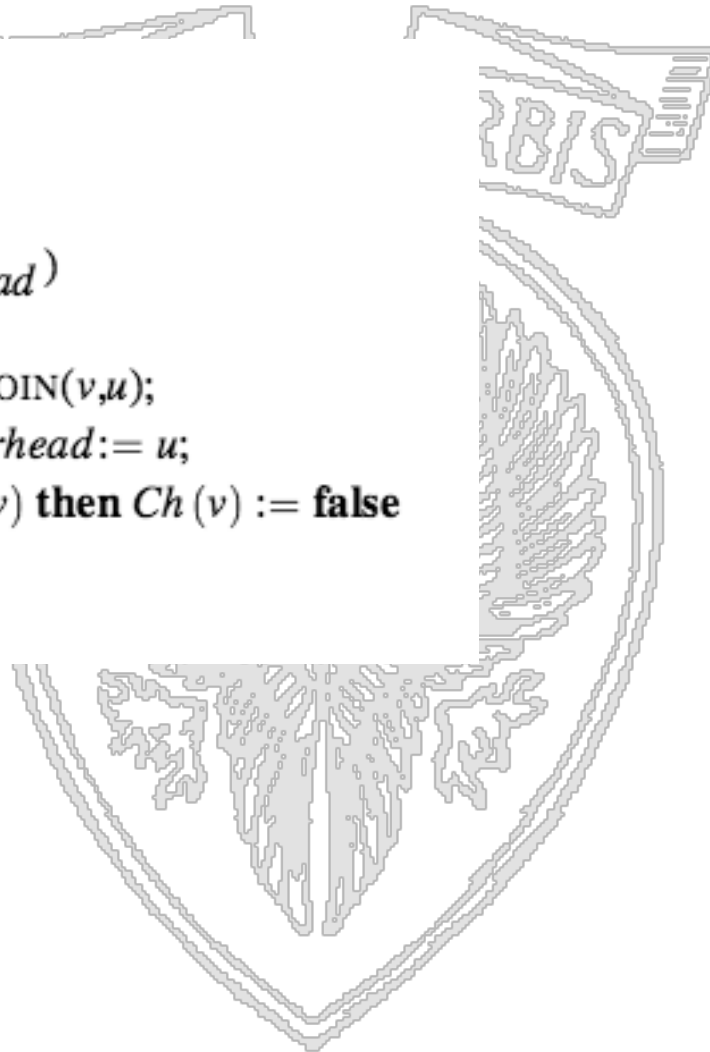 RBIS
ad )
OIN(v,u);
rhead:= u;
v) then Ch (v) := false